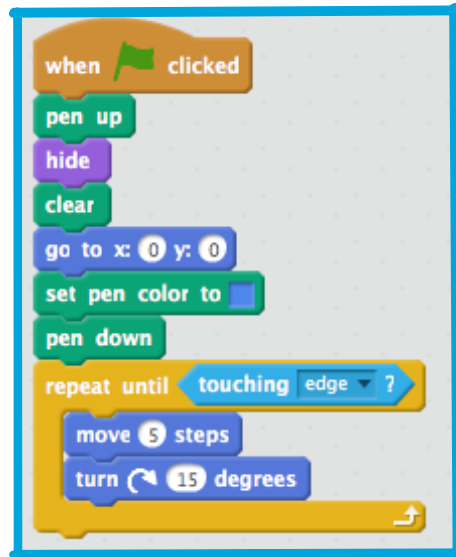 when clicked
pen up
hide
clear
go to x: 0 y: 0
set pen color to
pen down
repeat until touching edge ?
move 5 steps
turn 15 degrees